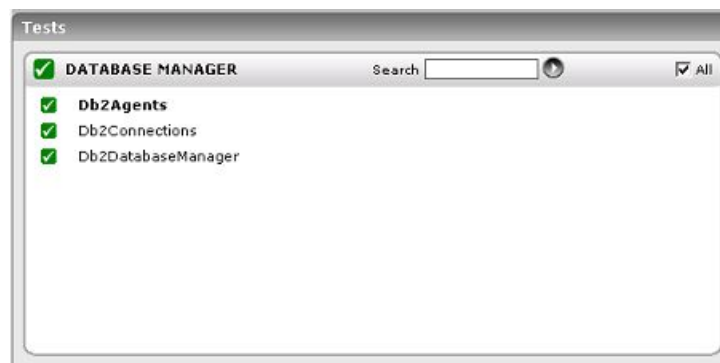 Tests
DATABASE MANAGER Search All
Db2Agents
Db2Connections
Db2DatabaseManager